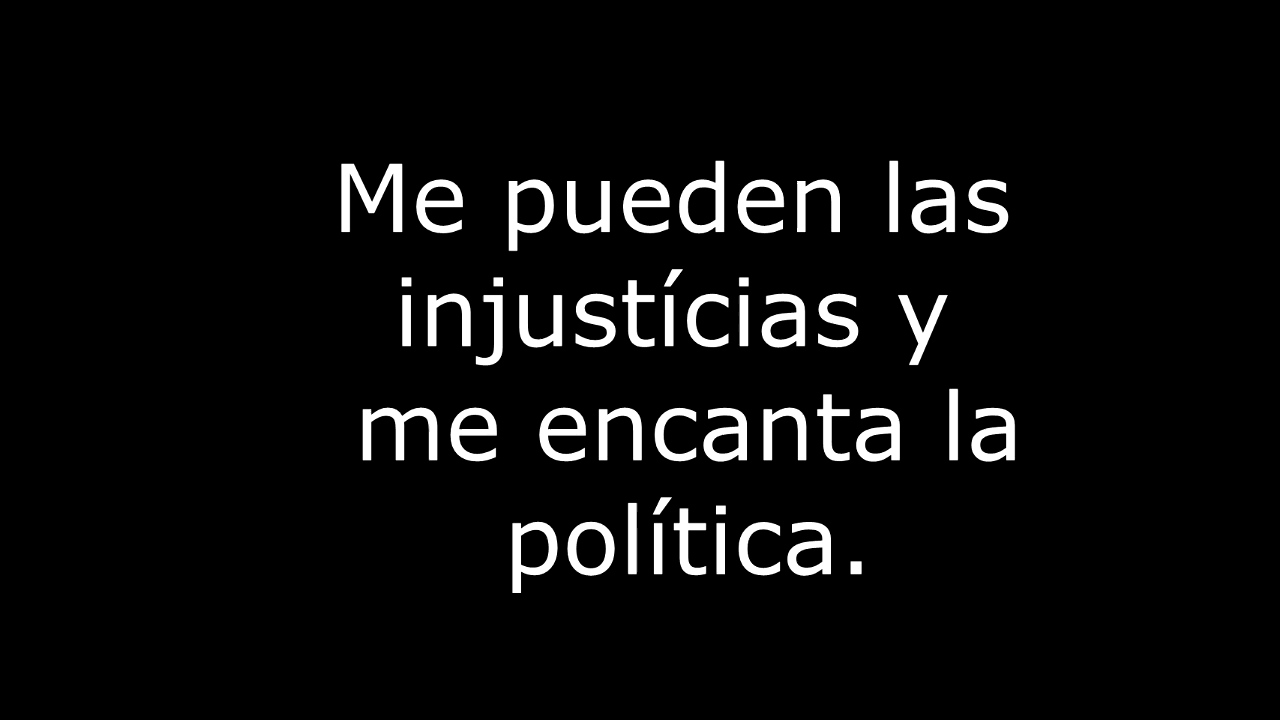 Me pueden las
injustícias y
me encanta la
política.